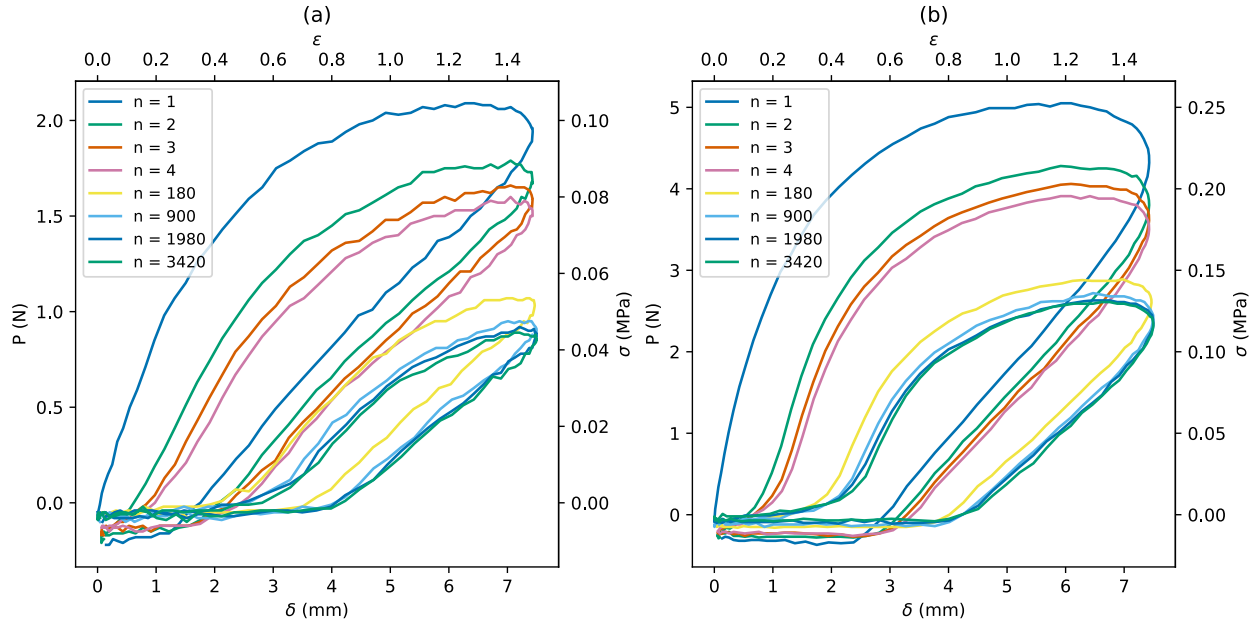 (a)
ε
0.0 0.2 0.4 0.6 0.8 1.0 1.2 1.4
n = 1
n = 2
n = 3
n = 4
n = 180
n = 900
n = 1980
n = 3420
P (N)
2.0
1.5
1.0
0.5
0.0
0.10
0.08
0.06
0.04
0.02
0.00
σ (MPa)
0 1 2 3 4 5 6 7
δ (mm)
(b)
ε
0.0 0.2 0.4 0.6 0.8 1.0 1.2 1.4
n = 1
n = 2
n = 3
n = 4
n = 180
n = 900
n = 1980
n = 3420
P (N)
5
4
3
2
1
0
0.25
0.20
0.15
0.10
0.05
0.00
σ (MPa)
0 1 2 3 4 5 6 7
δ (mm)